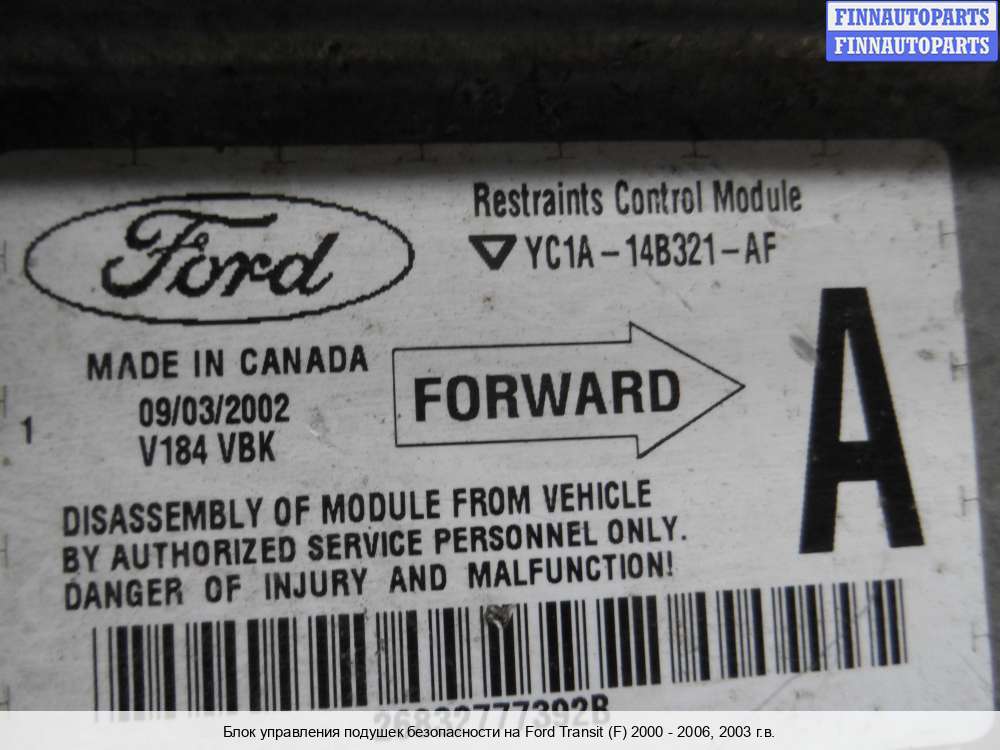 FINNAUTOPARTS
FINNAUTOPARTS
Ford
Restraints Control Module
YC1A-14B321-AF
MADE IN CANADA
09/03/2002
V184 VBK
1
FORWARD
A
DISASSEMBLY OF MODULE FROM VEHICLE
BY AUTHORIZED SERVICE PERSONNEL ONLY.
DANGER OF INJURY AND MALFUNCTION!
26832777392B
Блок управления подушек безопасности на Ford Transit (F) 2000 - 2006, 2003 г.в.